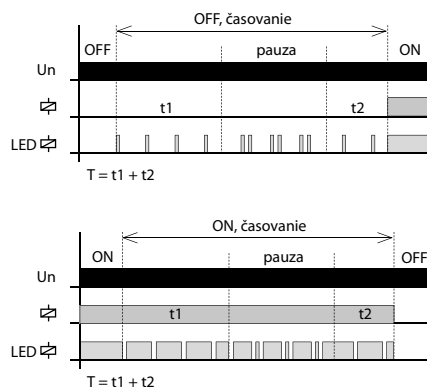 OFF, časovanie
OFF pauza ON
Un
t1 t2
LED
T = t1 + t2
ON, časovanie
ON pauza OFF
Un
t1 t2
LED
T = t1 + t2